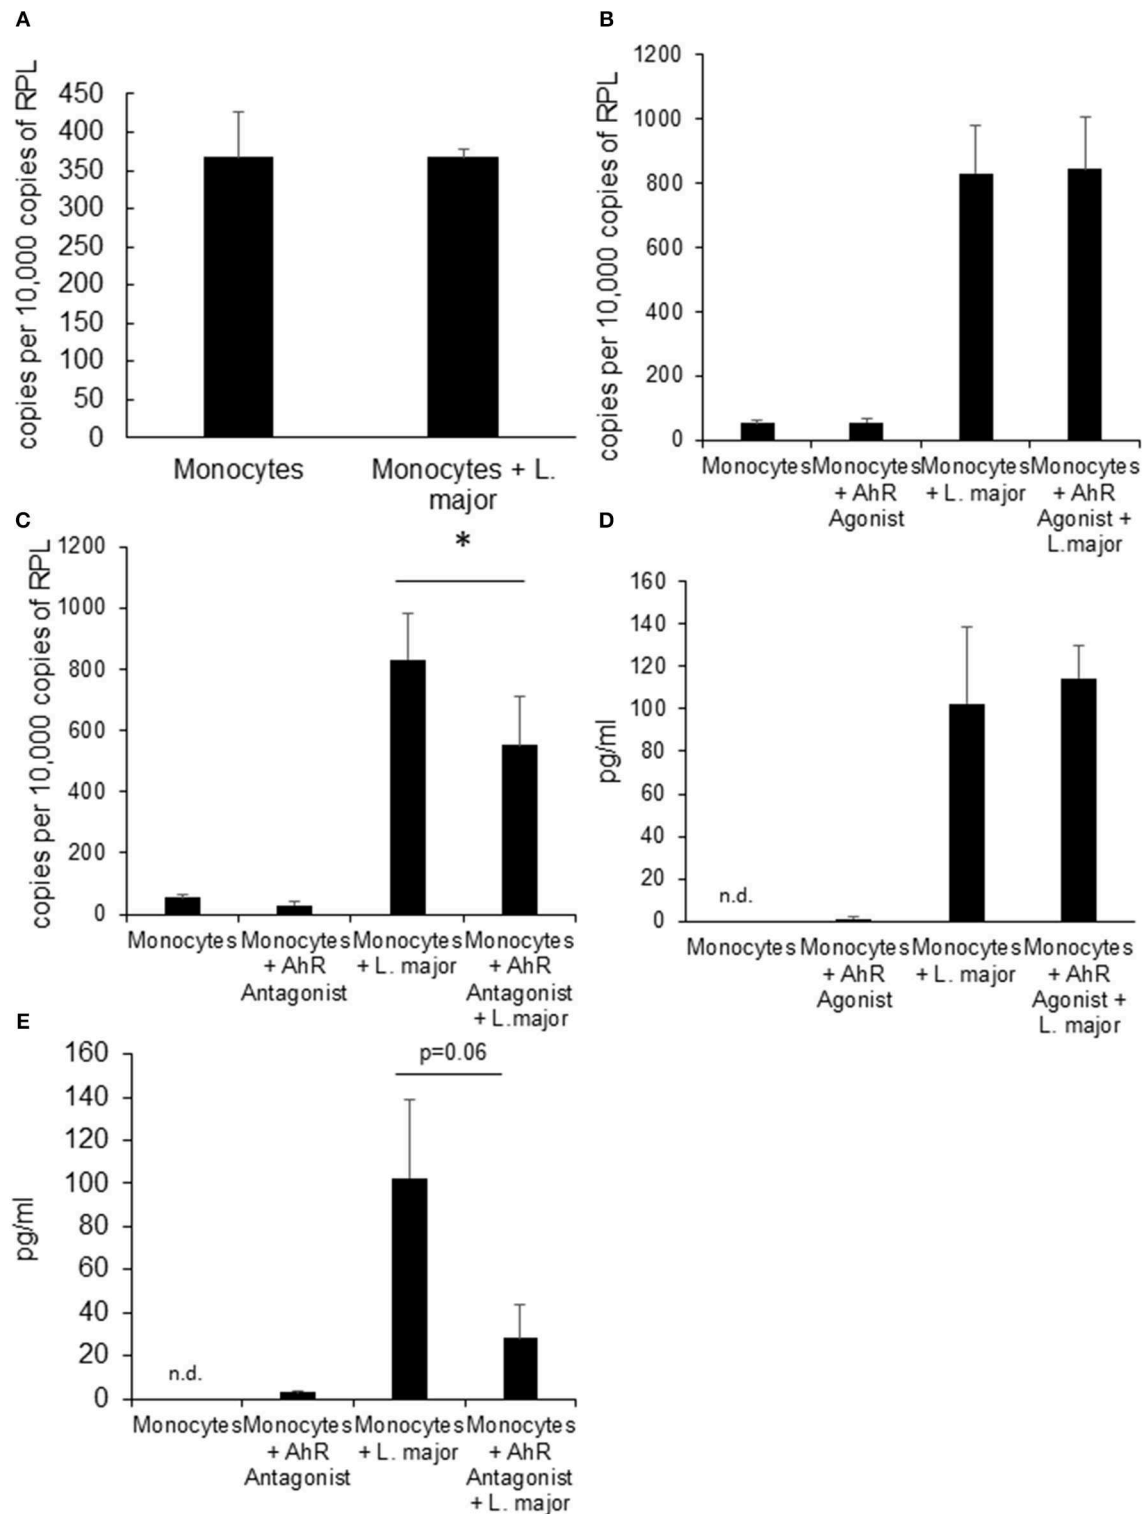 A
copies per 10,000 copies of RPL
450
400
350
300
250
200
150
100
50
0
Monocytes
Monocytes + L.
major
B
copies per 10,000 copies of RPL
1200
1000
800
600
400
200
0
Monocytes
Monocytes
+ AhR
Agonist
Monocytes
+ L. major
Monocytes
+ AhR
Agonist +
L.major
C
copies per 10,000 copies of RPL
1200
1000
800
600
400
200
0
*
Monocytes
Monocytes
+ AhR
Antagonist
Monocytes
+ L. major
Monocytes
+ AhR
Antagonist
+ L.major
D
pg/ml
160
140
120
100
80
60
40
20
0
n.d.
Monocytes
Monocytes
+ AhR
Agonist
Monocytes
+ L. major
Monocytes
+ AhR
Agonist +
L. major
E
pg/ml
160
140
120
100
80
60
40
20
0
p=0.06
n.d.
Monocytes
Monocytes
+ AhR
Antagonist
Monocytes
+ L. major
Monocytes
+ AhR
Antagonist
+ L. major